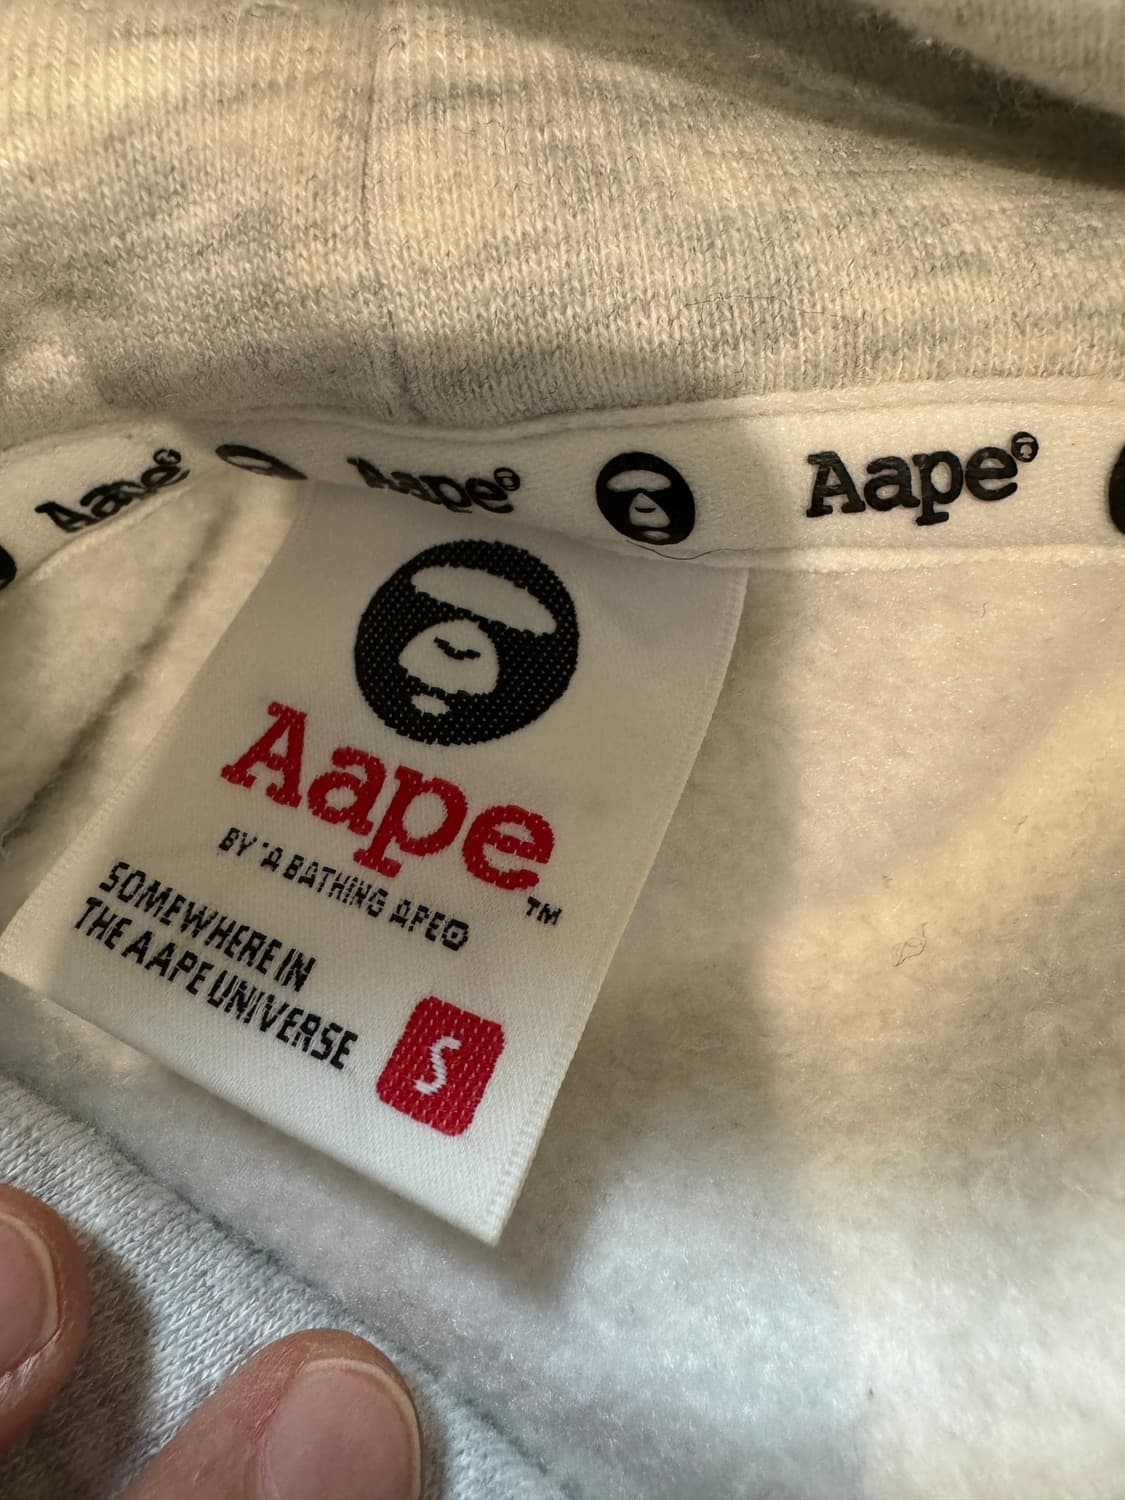 Aape
Aape
Aape
Aape
™
BY *A BATHING APE®
SOMEWHERE IN
THE AAPE UNIVERSE
S